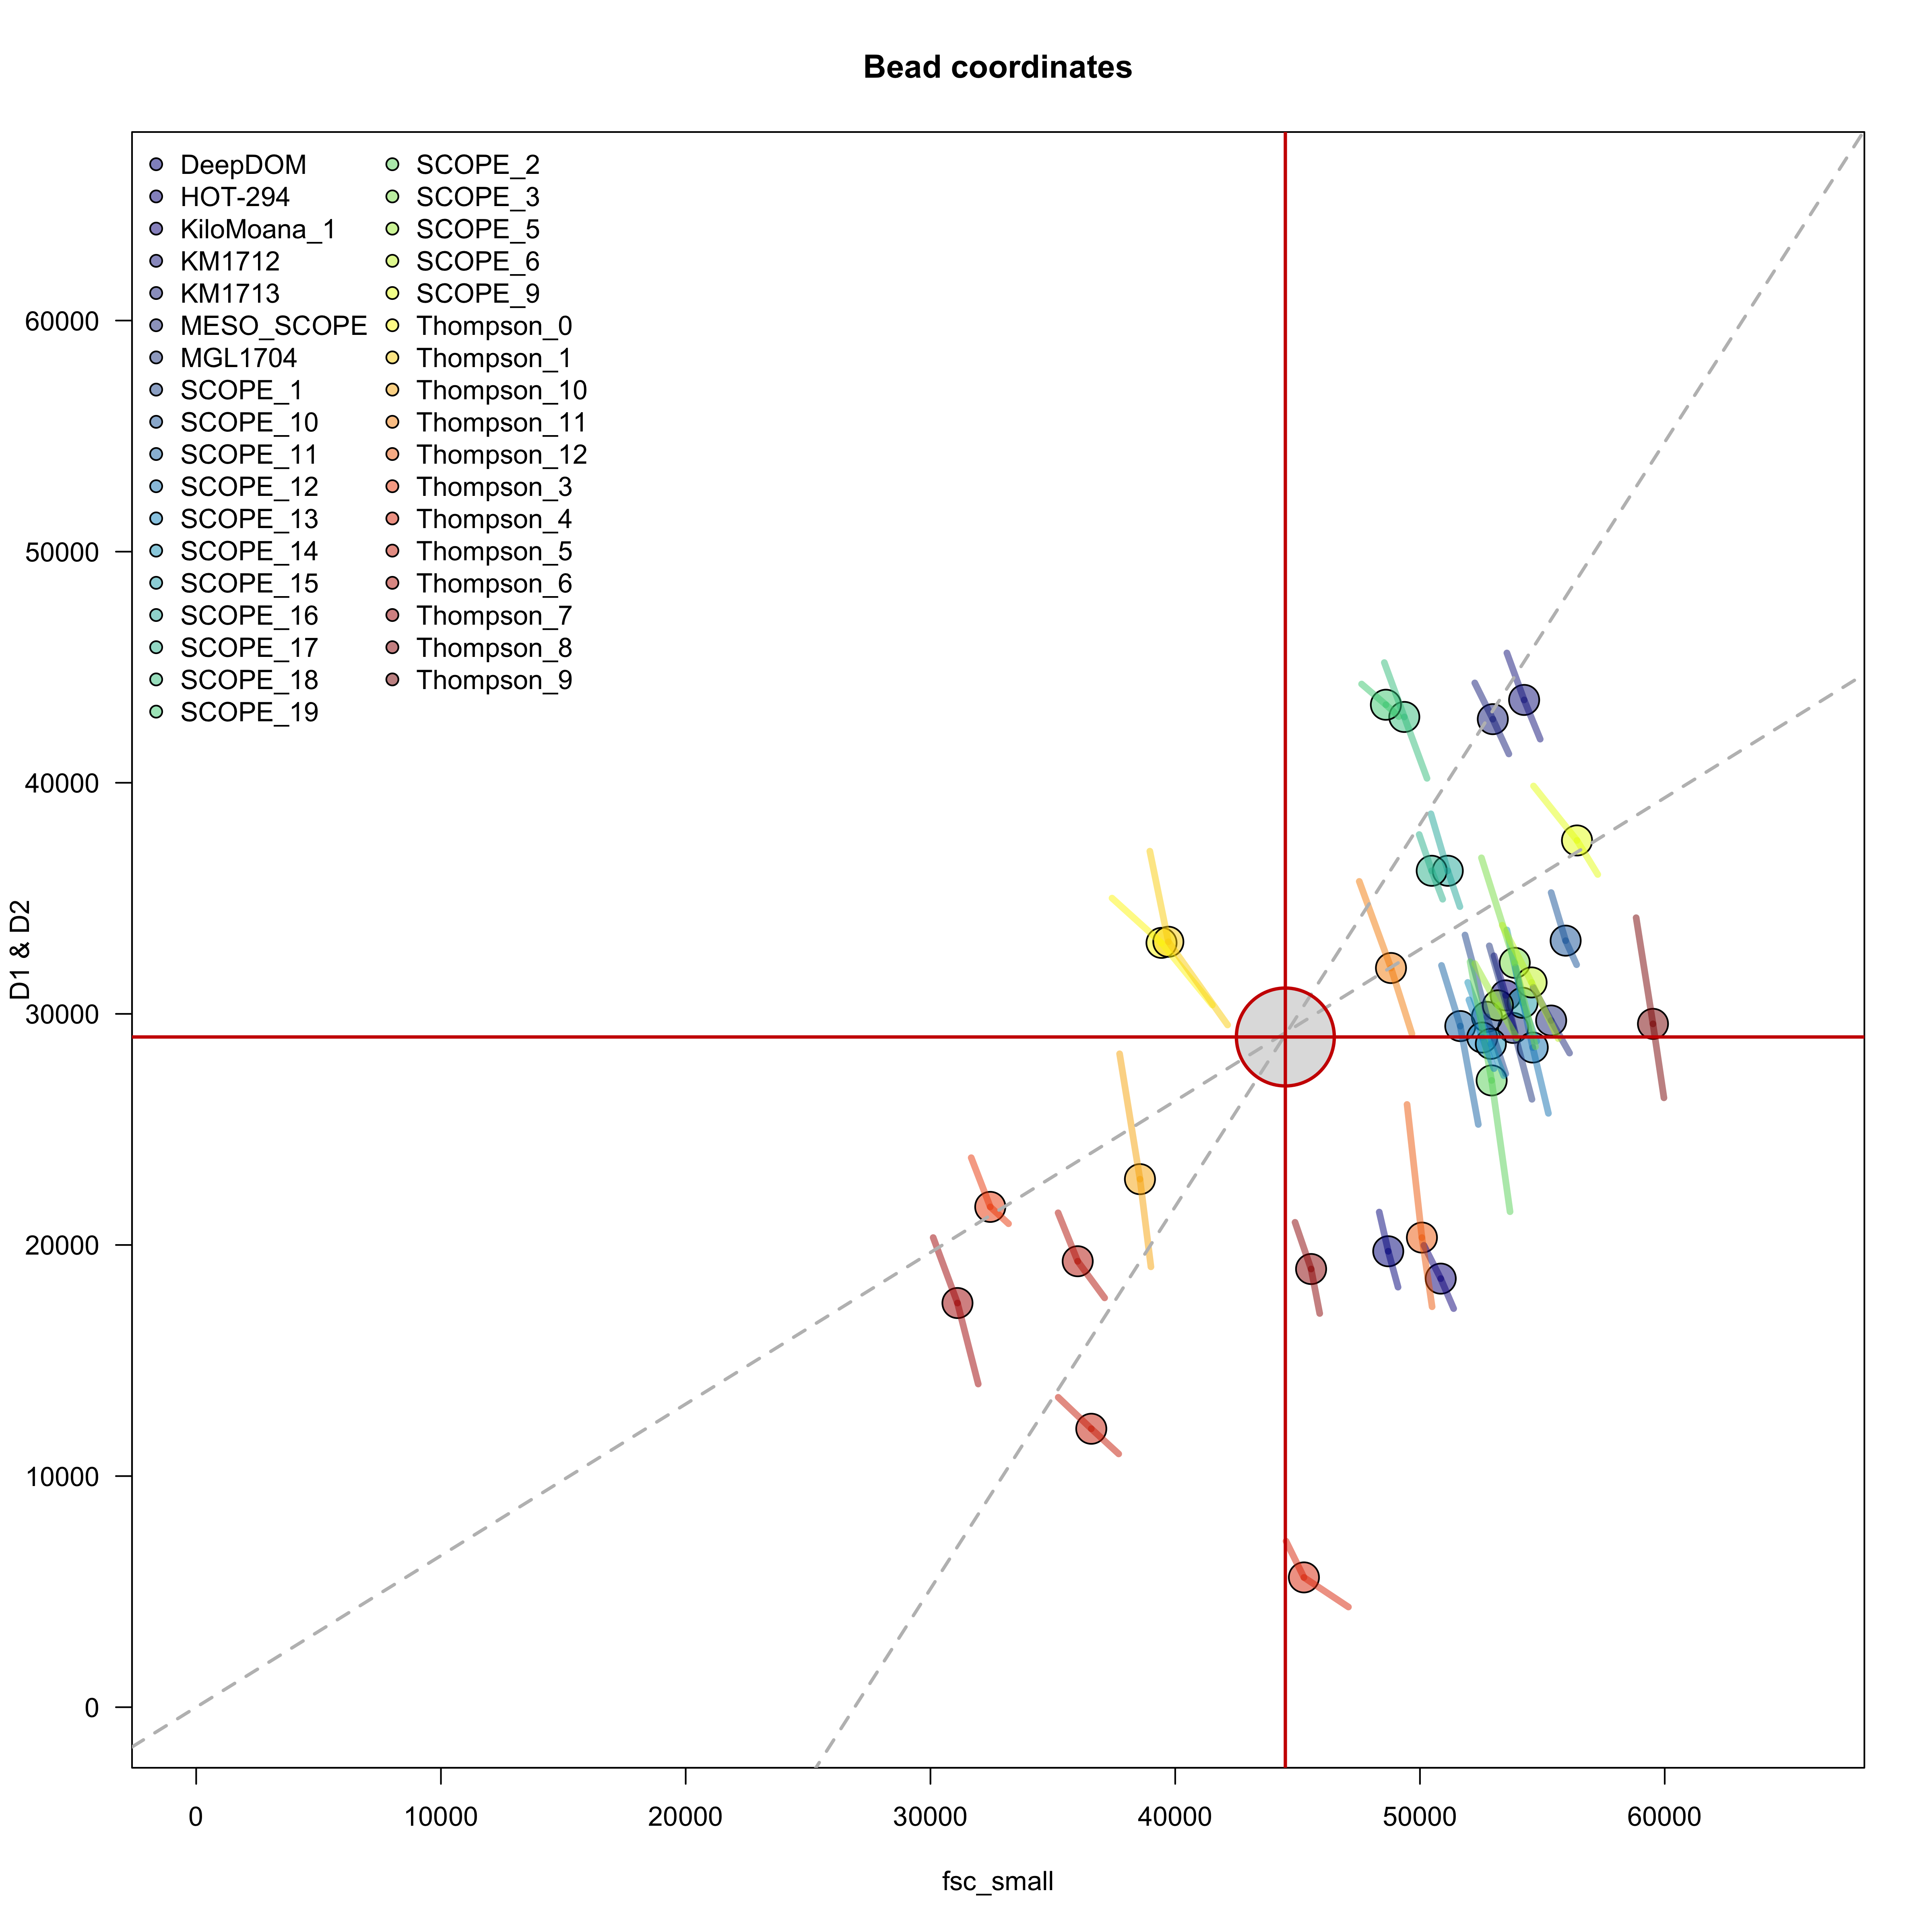 Bead coordinates
DeepDOM
HOT-294
KiloMoana_1
KM1712
KM1713
MESO_SCOPE
MGL1704
SCOPE_1
SCOPE_10
SCOPE_11
SCOPE_12
SCOPE_13
SCOPE_14
SCOPE_15
SCOPE_16
SCOPE_17
SCOPE_18
SCOPE_19
SCOPE_2
SCOPE_3
SCOPE_5
SCOPE_6
SCOPE_9
Thompson_0
Thompson_1
Thompson_10
Thompson_11
Thompson_12
Thompson_3
Thompson_4
Thompson_5
Thompson_6
Thompson_7
Thompson_8
Thompson_9
60000
50000
40000
30000
20000
10000
0
D1 & D2
0 10000 20000 30000 40000 50000 60000
fsc_small